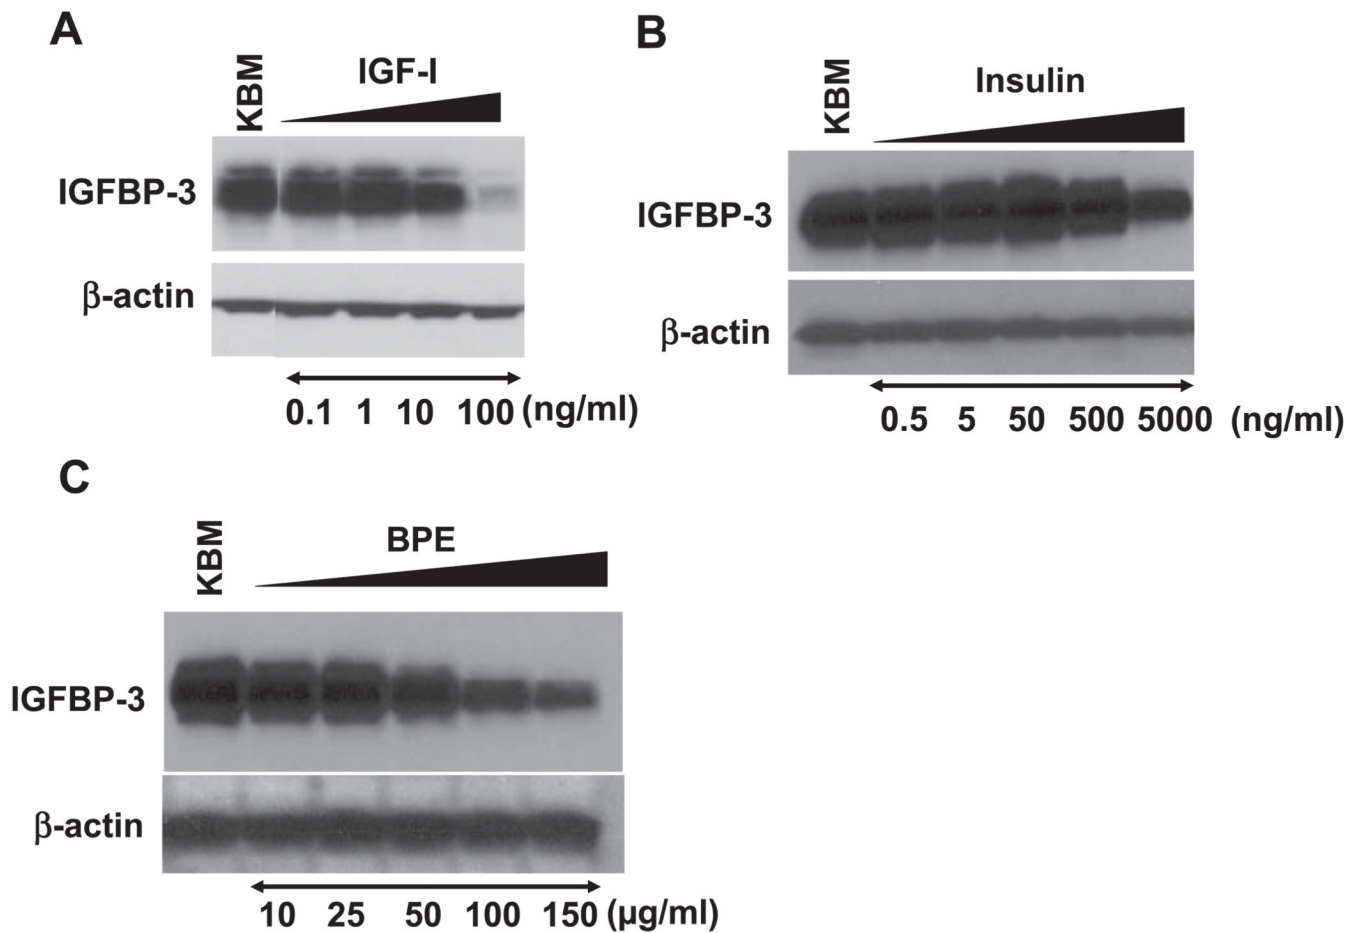 A
KBM
IGF-I
IGFBP-3
β-actin
0.1 1 10 100 (ng/ml)
B
KBM
Insulin
IGFBP-3
β-actin
0.5 5 50 500 5000 (ng/ml)
C
KBM
BPE
IGFBP-3
β-actin
10 25 50 100 150 (μg/ml)